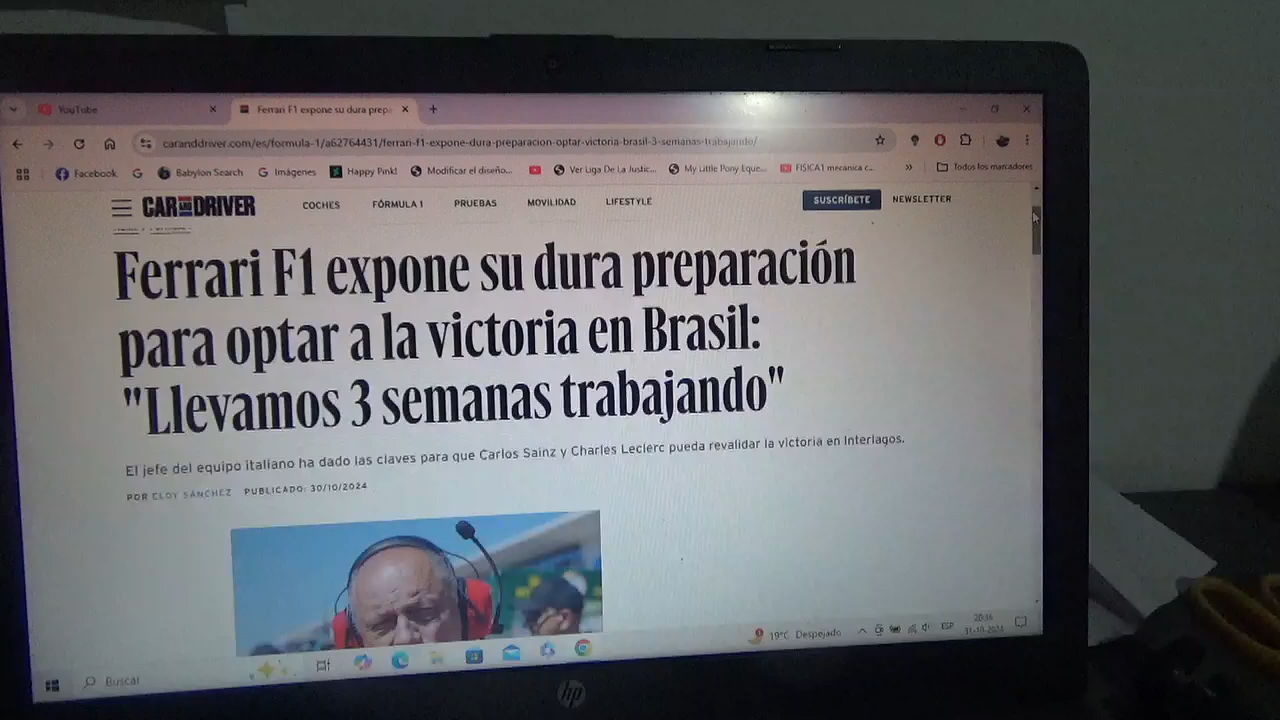 YouTube
Ferrari F1 expone su dura prepa
caranddriver.com/es/formula-1/a62764431/ferrari-f1-expone-dura-preparacion-optar-victoria-brasil-3-semanas-trabajando/
Facebook
G
Babylon Search
Imágenes
Happy Pink!
Modificar el diseño...
Ver Liga De La Justic...
My Little Pony Eque...
FISICA1 mecanica c...
»
Todos los marcadores
CAR AND DRIVER
COCHES
FÓRMULA 1
PRUEBAS
MOVILIDAD
LIFESTYLE
SUSCRÍBETE
NEWSLETTER
Ferrari F1 expone su dura preparación
para optar a la victoria en Brasil:
"Llevamos 3 semanas trabajando"
El jefe del equipo italiano ha dado las claves para que Carlos Sainz y Charles Leclerc pueda revalidar la victoria en Interlagos.
POR ELOY SÁNCHEZ PUBLICADO: 30/10/2024
Buscar
19°C Despejado
ESP
20:16
31-10-2024
hp